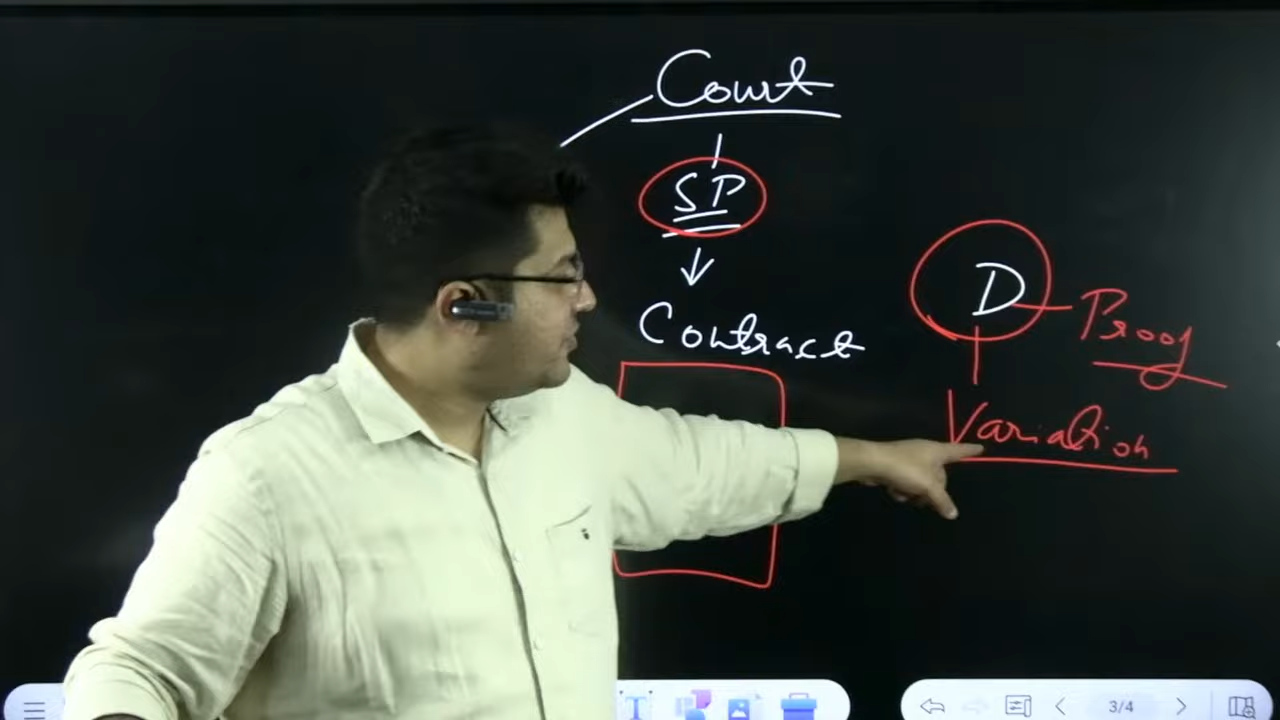 Court
SP
Contract
D
Proof
Variation
T
3/4